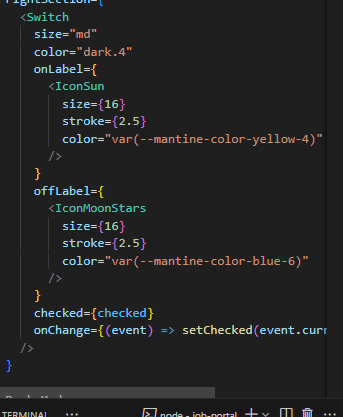 rightSection={
<Switch
size="md"
color="dark.4"
onLabel={
<IconSun
size={16}
stroke={2.5}
color="var(--mantine-color-yellow-4)"
/>
}
offLabel={
<IconMoonStars
size={16}
stroke={2.5}
color="var(--mantine-color-blue-6)"
/>
}
checked={checked}
onChange={(event) => setChecked(event.curr
/>
}
TERMINAL ... node - job-portal